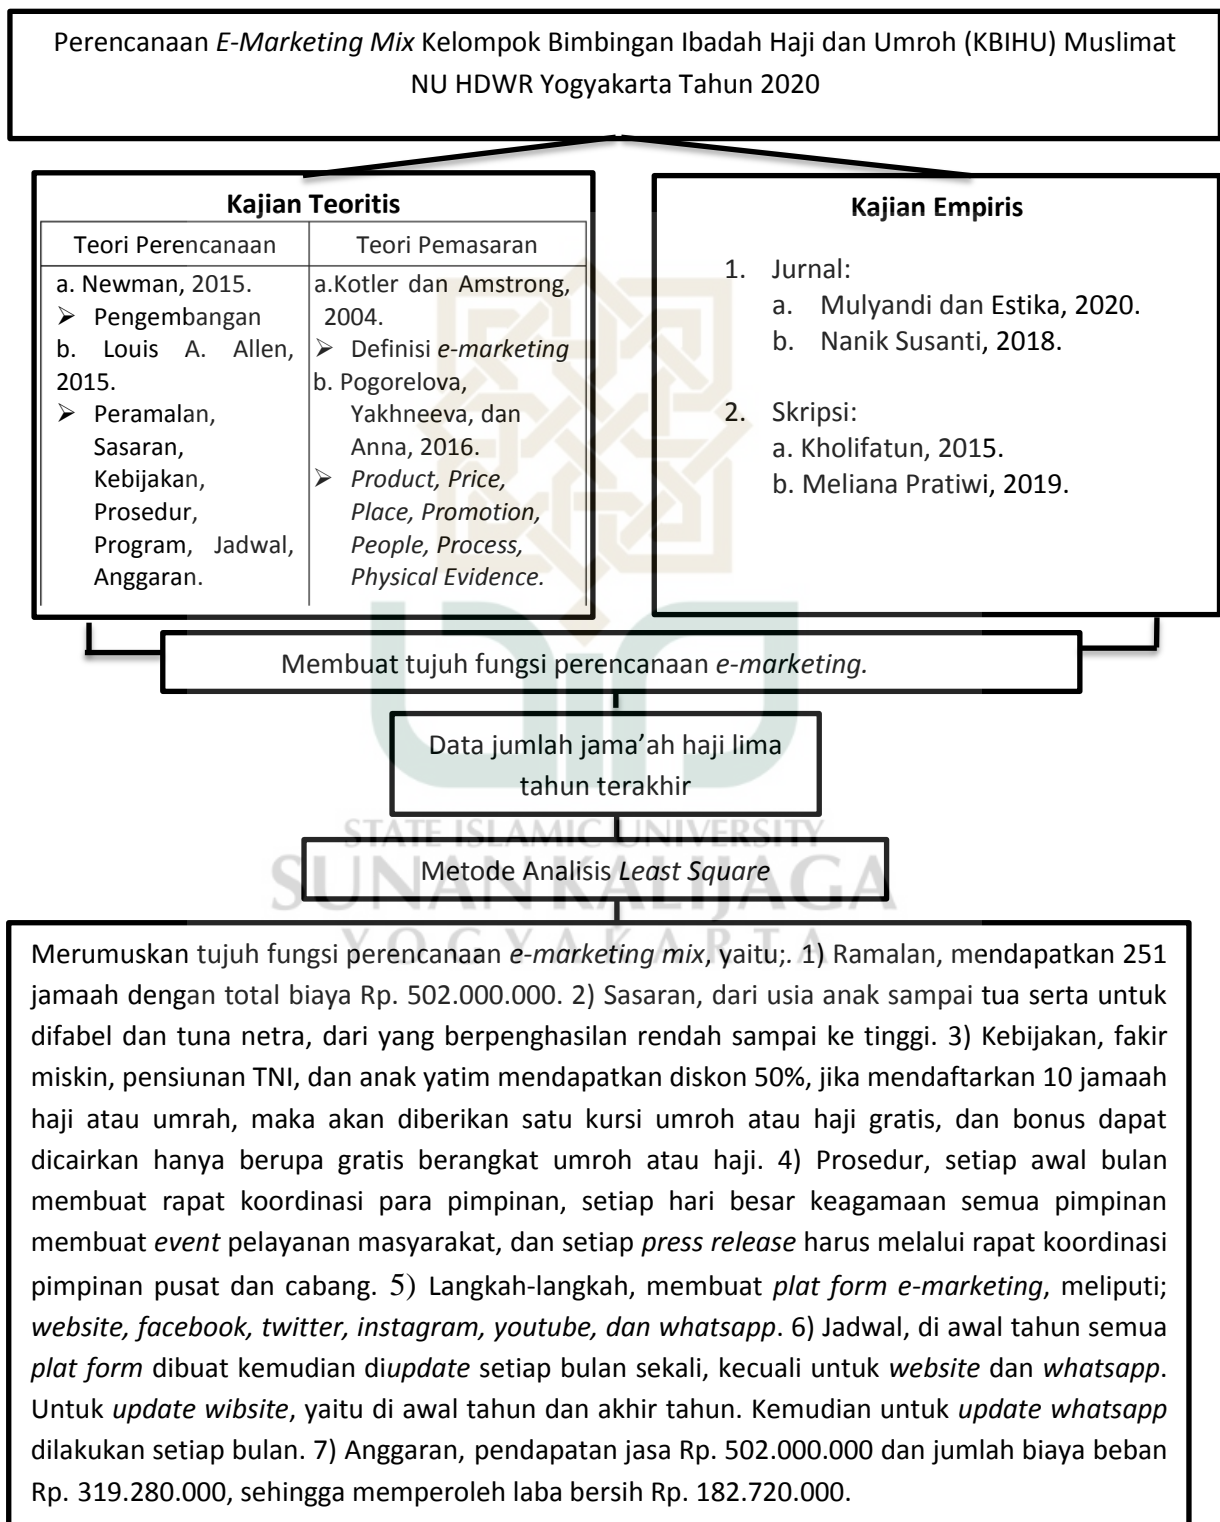 Perencanaan E-Marketing Mix Kelompok Bimbingan Ibadah Haji dan Umroh (KBIHU) Muslimat
NU HDWR Yogyakarta Tahun 2020
Kajian Teoritis
Teori Perencanaan
a. Newman, 2015.
➢ Pengembangan
b. Louis A. Allen,
2015.
➢ Peramalan,
Sasaran,
Kebijakan,
Prosedur,
Program, Jadwal,
Anggaran.
Teori Pemasaran
a.Kotler dan Amstrong,
2004.
➢ Definisi e-marketing
b. Pogorelova,
Yakhneeva, dan
Anna, 2016.
➢ Product, Price,
Place, Promotion,
People, Process,
Physical Evidence.
Kajian Empiris
1. Jurnal:
a. Mulyandi dan Estika, 2020.
b. Nanik Susanti, 2018.
2. Skripsi:
a. Kholifatun, 2015.
b. Meliana Pratiwi, 2019.
Membuat tujuh fungsi perencanaan e-marketing.
Data jumlah jama’ah haji lima
tahun terakhir
STATE ISLAMIC UNIVERSITY
Metode Analisis Least Square
SUNAN KALIJAGA
YOGYAKARTA
Merumuskan tujuh fungsi perencanaan e-marketing mix, yaitu;. 1) Ramalan, mendapatkan 251
jamaah dengan total biaya Rp. 502.000.000. 2) Sasaran, dari usia anak sampai tua serta untuk
difabel dan tuna netra, dari yang berpenghasilan rendah sampai ke tinggi. 3) Kebijakan, fakir
miskin, pensiunan TNI, dan anak yatim mendapatkan diskon 50%, jika mendaftarkan 10 jamaah
haji atau umrah, maka akan diberikan satu kursi umroh atau haji gratis, dan bonus dapat
dicairkan hanya berupa gratis berangkat umroh atau haji. 4) Prosedur, setiap awal bulan
membuat rapat koordinasi para pimpinan, setiap hari besar keagamaan semua pimpinan
membuat event pelayanan masyarakat, dan setiap press release harus melalui rapat koordinasi
pimpinan pusat dan cabang. 5) Langkah-langkah, membuat plat form e-marketing, meliputi;
website, facebook, twitter, instagram, youtube, dan whatsapp. 6) Jadwal, di awal tahun semua
plat form dibuat kemudian diupdate setiap bulan sekali, kecuali untuk website dan whatsapp.
Untuk update wibsite, yaitu di awal tahun dan akhir tahun. Kemudian untuk update whatsapp
dilakukan setiap bulan. 7) Anggaran, pendapatan jasa Rp. 502.000.000 dan jumlah biaya beban
Rp. 319.280.000, sehingga memperoleh laba bersih Rp. 182.720.000.